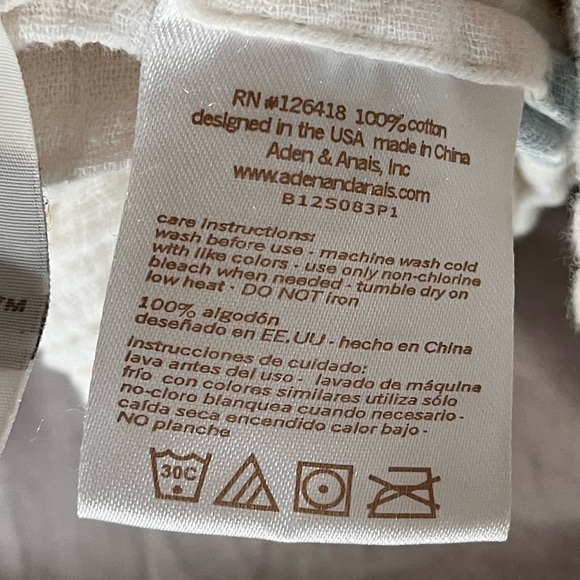 RN #126418 100% cotton
designed in the USA made in China
Aden & Anais, Inc
www.adenandanais.com
B12S083P1
care instructions:
wash before use - machine wash cold
with like colors - use only non-chlorine
bleach when needed - tumble dry on
low heat - DO NOT iron
100% algodón
deseñado en EE.UU - hecho en China
Instrucciones de cuidado:
lava antes del uso - lavado de máquina
frío con colores similares utiliza sólo
no-cloro blanquea cuando necesario -
caída seca encendido calor bajo -
NO planche
30C
TM